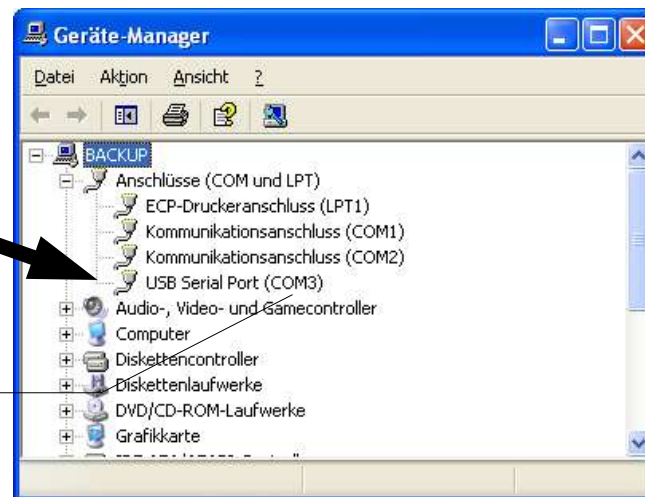 Geräte-Manager
Datei Aktion Ansicht ?
BACKUP
Anschlüsse (COM und LPT)
ECP-Druckeranschluss (LPT1)
Kommunikationsanschluss (COM1)
Kommunikationsanschluss (COM2)
USB Serial Port (COM3)
Audio-, Video- und Gamecontroller
Computer
Diskettencontroller
Diskettenlaufwerke
DVD/CD-ROM-Laufwerke
Grafikkarte